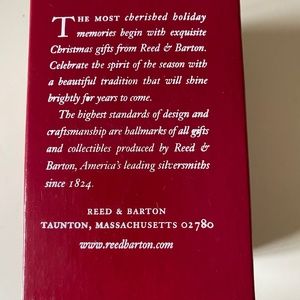 THE MOST cherished holiday
memories begin with exquisite
Christmas gifts from Reed & Barton.
Celebrate the spirit of the season with
a beautiful tradition that will shine
brightly for years to come.
The highest standards of design and
craftsmanship are hallmarks of all gifts
and collectibles produced by Reed &
Barton, America's leading silversmiths
since 1824.
REED & BARTON
TAUNTON, MASSACHUSETTS 02780
www.reedbarton.com